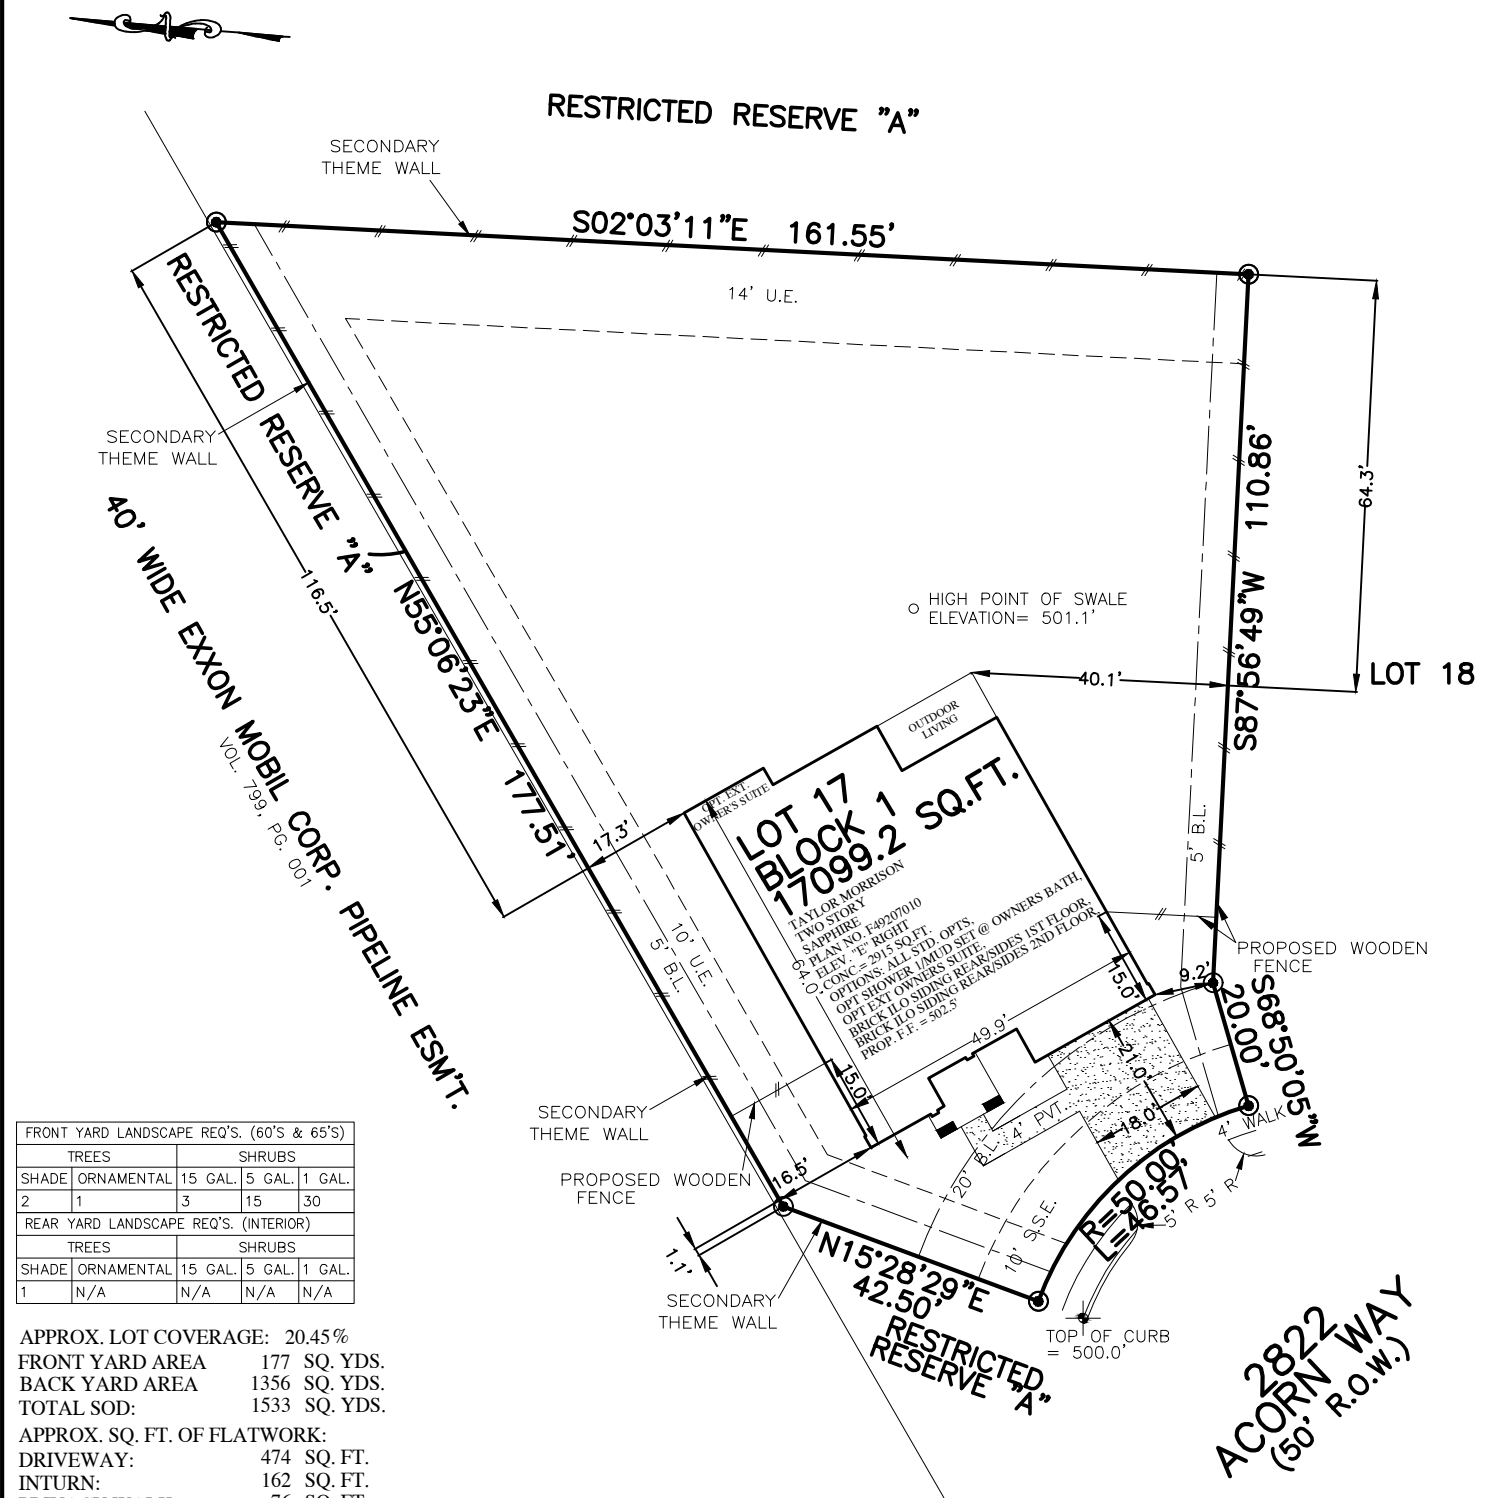 RESTRICTED RESERVE "A"
SECONDARY
THEME WALL
S02°03'11"E 161.55'
14' U.E.
RESTRICTED RESERVE "A"
SECONDARY
THEME WALL
116.5'
N55°06'23"E 177.51'
40' WIDE EXXON MOBIL CORP. PIPELINE ESM'T.
VOL. 799, PG. 001
110.86'
S87°56'49"W
64.3'
LOT 18
HIGH POINT OF SWALE
ELEVATION= 501.1'
40.1'
OUTDOOR
LIVING
OPT. EXT.
OWNER'S SUITE
17.3'
LOT 17
BLOCK 1
17099.2 SQ.FT.
TAYLOR MORRISON
TWO STORY
SAPPHIRE
PLAN NO. F49207010
ELEV. "E" RIGHT
CONC.= 2915 SQ.FT.
OPTIONS: ALL STD. OPTS,
OPT SHOWER 1/MUD SET @ OWNERS BATH,
OPT EXT OWNERS SUITE,
BRICK ILO SIDING REAR/SIDES 1ST FLOOR,
BRICK ILO SIDING REAR/SIDES 2ND FLOOR,
PROP. F.F. = 502.5'
64.0'
49.9'
15.0'
15.0'
10' U.E.
5' B.L.
5' B.L.
PROPOSED WOODEN
FENCE
9.2'
S68°50'05"W
20.00'
21.0'
18.0'
4' PVT.
4' WALK
20' B.L.
10' S.S.E.
R=50.00'
L=46.57'
5' R
5' R
SECONDARY
THEME WALL
PROPOSED WOODEN
FENCE
16.5'
1.1'
N15°28'29"E
42.50'
RESTRICTED
RESERVE "A"
SECONDARY
THEME WALL
TOP OF CURB
= 500.0'
2822
ACORN WAY
(50' R.O.W.)
FRONT YARD LANDSCAPE REQ'S. (60'S & 65'S)
TREES SHRUBS
SHADE ORNAMENTAL 15 GAL. 5 GAL. 1 GAL.
2 1 3 15 30
REAR YARD LANDSCAPE REQ'S. (INTERIOR)
TREES SHRUBS
SHADE ORNAMENTAL 15 GAL. 5 GAL. 1 GAL.
1 N/A N/A N/A N/A
APPROX. LOT COVERAGE: 20.45%
FRONT YARD AREA 177 SQ. YDS.
BACK YARD AREA 1356 SQ. YDS.
TOTAL SOD: 1533 SQ. YDS.
APPROX. SQ. FT. OF FLATWORK:
DRIVEWAY: 474 SQ. FT.
INTURN: 162 SQ. FT.